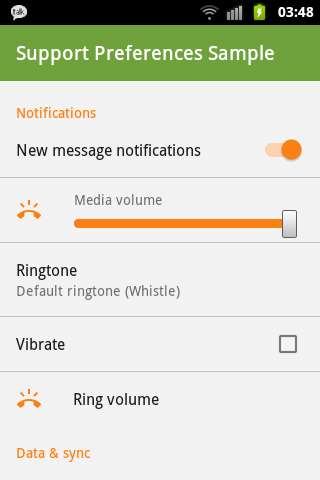 talk
03:48
Support Preferences Sample
Notifications
New message notifications
Media volume
Ringtone
Default ringtone (Whistle)
Vibrate
Ring volume
Data & sync